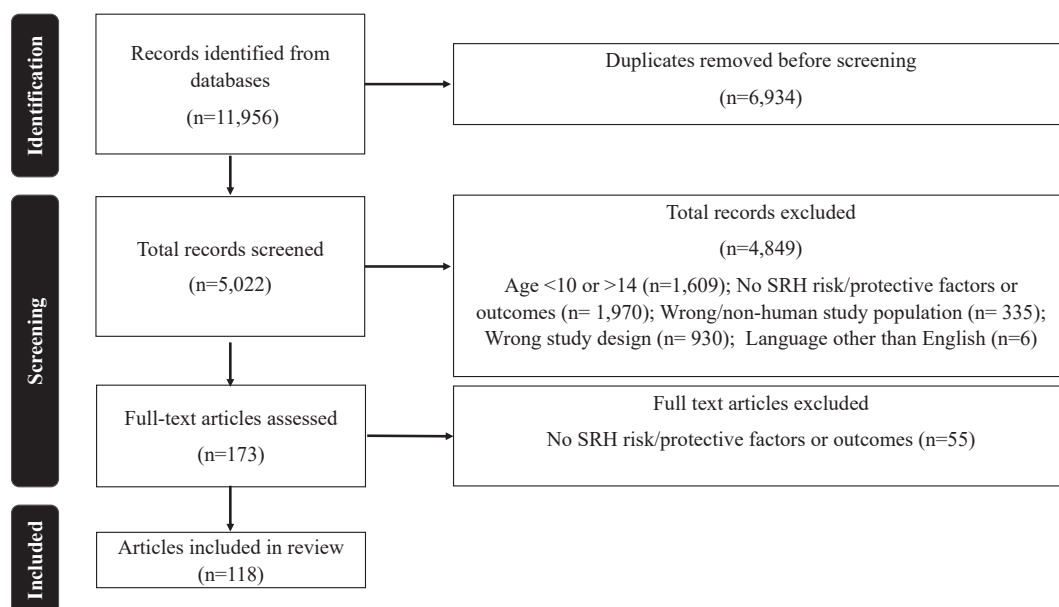 Identification
Records identified from
databases
(n=11,956)
Duplicates removed before screening
(n=6,934)
Screening
Total records screened
(n=5,022)
Total records excluded
(n=4,849)
Age <10 or >14 (n=1,609); No SRH risk/protective factors or
outcomes (n= 1,970); Wrong/non-human study population (n= 335);
Wrong study design (n= 930);  Language other than English (n=6)
Full-text articles assessed
(n=173)
Full text articles excluded
No SRH risk/protective factors or outcomes (n=55)
Included
Articles included in review
(n=118)